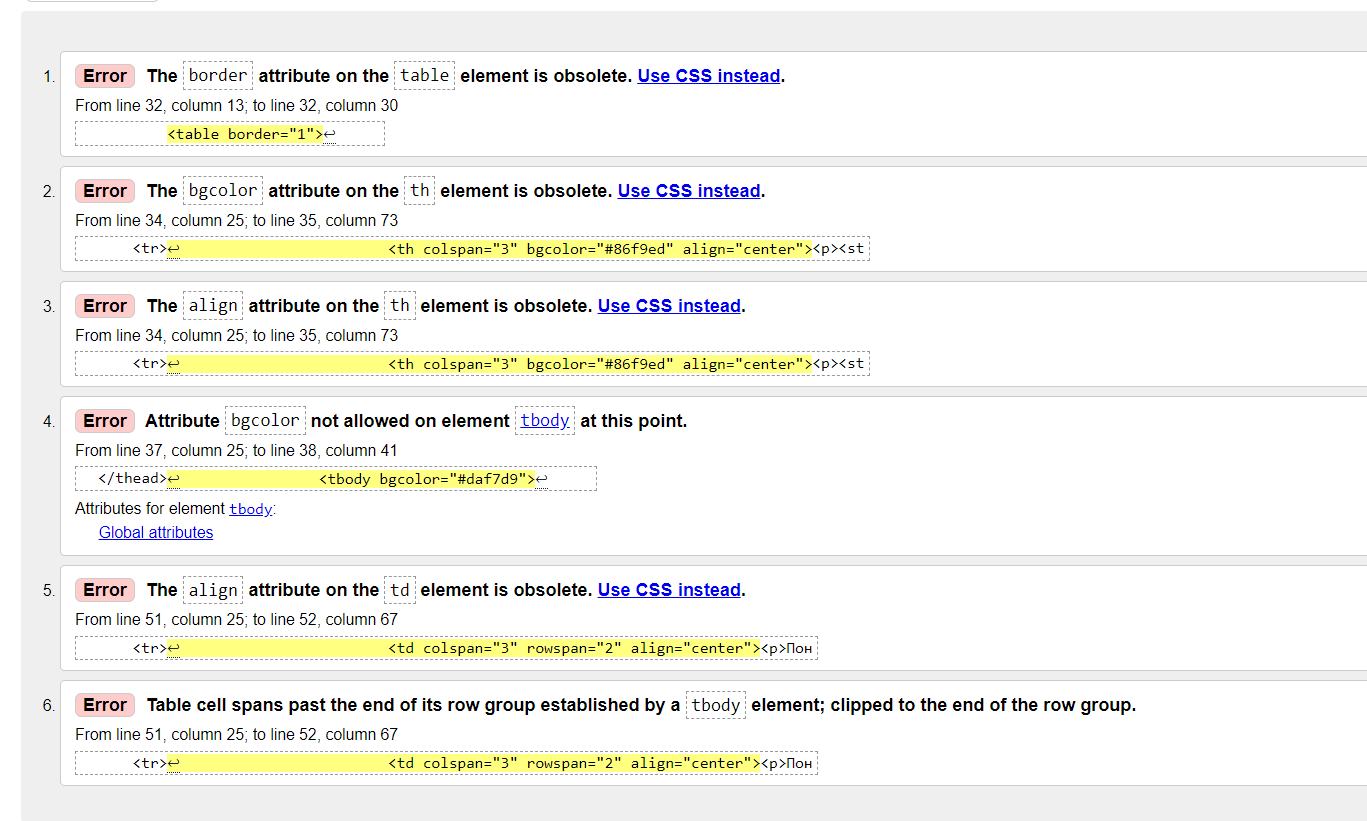 1. Error The border attribute on the table element is obsolete. Use CSS instead.
From line 32, column 13; to line 32, column 30
<table border="1">↩
2. Error The bgcolor attribute on the th element is obsolete. Use CSS instead.
From line 34, column 25; to line 35, column 73
<tr>↩ <th colspan="3" bgcolor="#86f9ed" align="center"><p><st
3. Error The align attribute on the th element is obsolete. Use CSS instead.
From line 34, column 25; to line 35, column 73
<tr>↩ <th colspan="3" bgcolor="#86f9ed" align="center"><p><st
4. Error Attribute bgcolor not allowed on element tbody at this point.
From line 37, column 25; to line 38, column 41
</thead>↩ <tbody bgcolor="#daf7d9">↩
Attributes for element tbody:
Global attributes
5. Error The align attribute on the td element is obsolete. Use CSS instead.
From line 51, column 25; to line 52, column 67
<tr>↩ <td colspan="3" rowspan="2" align="center"><p>Пон
6. Error Table cell spans past the end of its row group established by a tbody element; clipped to the end of the row group.
From line 51, column 25; to line 52, column 67
<tr>↩ <td colspan="3" rowspan="2" align="center"><p>Пон